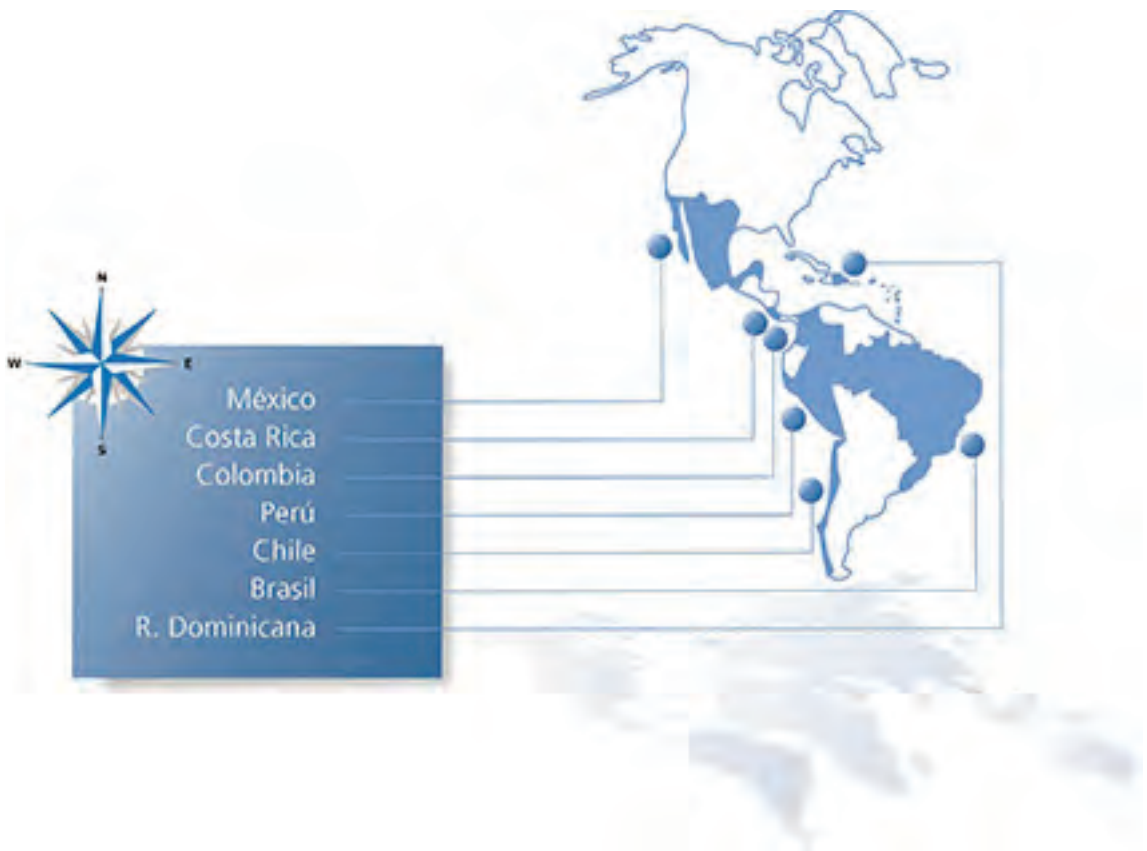 N
W E
S
México
Costa Rica
Colombia
Perú
Chile
Brasil
R. Dominicana